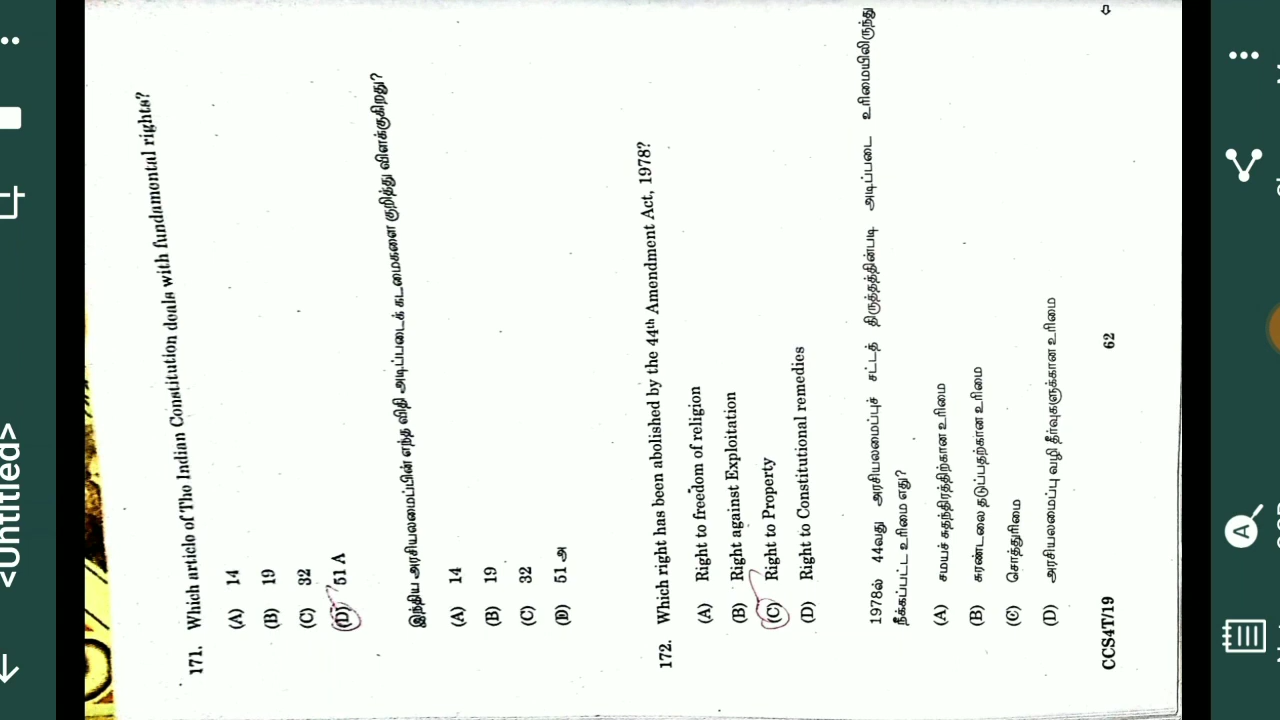 <Untitled>
171. Which article of The Indian Constitution deals with fundamental rights?
(A) 14
(B) 19
(C) 32
(D) 51 A
இந்திய அரசியலமைப்பின் எந்த விதி அடிப்படைக் கடமைகளை குறித்து விளக்குகிறது?
(A) 14
(B) 19
(C) 32
(D) 51 அ
172. Which right has been abolished by the 44th Amendment Act, 1978?
(A) Right to freedom of religion
(B) Right against Exploitation
(C) Right to Property
(D) Right to Constitutional remedies
1978ல் 44வது அரசியலமைப்புச் சட்டத் திருத்தத்தின்படி அடிப்படை உரிமையிலிருந்து
நீக்கப்பட்ட உரிமை எது?
(A) சமயச் சுதந்திரத்திற்கான உரிமை
(B) சுரண்டலை தடுப்பதற்கான உரிமை
(C) சொத்துரிமை
(D) அரசியலமைப்பு வழி தீர்வுகளுக்கான உரிமை
CCS4T/19 62